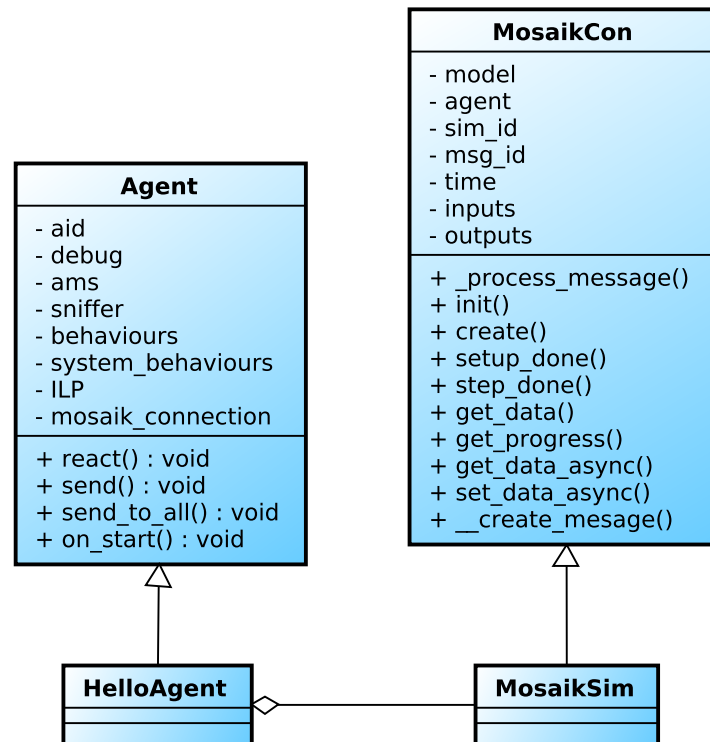 MosaikCon
- model
- agent
- sim_id
- msg_id
- time
- inputs
- outputs
+ _process_message()
+ init()
+ create()
+ setup_done()
+ step_done()
+ get_data()
+ get_progress()
+ get_data_async()
+ set_data_async()
+ __create_mesage()
Agent
- aid
- debug
- ams
- sniffer
- behaviours
- system_behaviours
- ILP
- mosaik_connection
+ react() : void
+ send() : void
+ send_to_all() : void
+ on_start() : void
HelloAgent
MosaikSim